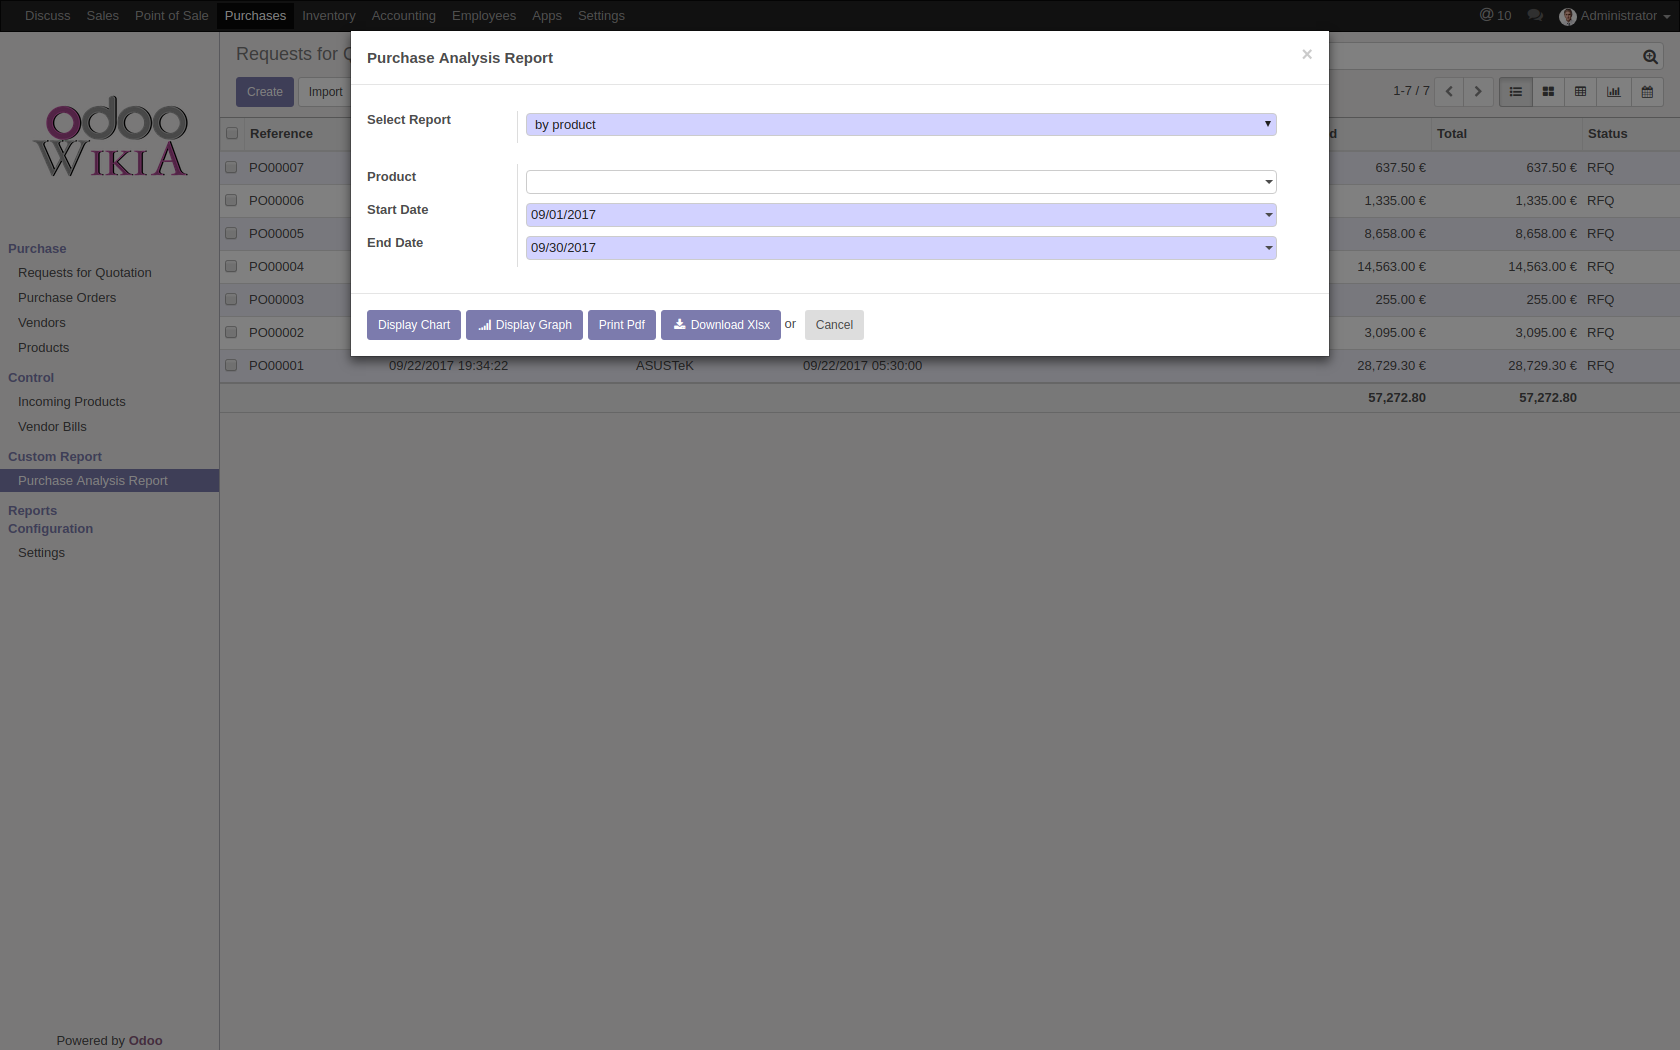 Discuss Sales Point of Sale Purchases Inventory Accounting Employees Apps Settings @ 10 Administrator
odoo
WIKIA
Purchase
Requests for Quotation
Purchase Orders
Vendors
Products
Control
Incoming Products
Vendor Bills
Custom Report
Purchase Analysis Report
Reports
Configuration
Settings
Powered by Odoo
Requests for
Create Import
1-7 / 7
Purchase Analysis Report ×
Select Report by product
Product
Start Date 09/01/2017
End Date 09/30/2017
Display Chart Display Graph Print Pdf Download Xlsx or Cancel
Reference d Total Status
PO00007 637.50 € 637.50 € RFQ
PO00006 1,335.00 € 1,335.00 € RFQ
PO00005 8,658.00 € 8,658.00 € RFQ
PO00004 14,563.00 € 14,563.00 € RFQ
PO00003 255.00 € 255.00 € RFQ
PO00002 3,095.00 € 3,095.00 € RFQ
PO00001 09/22/2017 19:34:22 ASUSTeK 09/22/2017 05:30:00 28,729.30 € 28,729.30 € RFQ
57,272.80 57,272.80